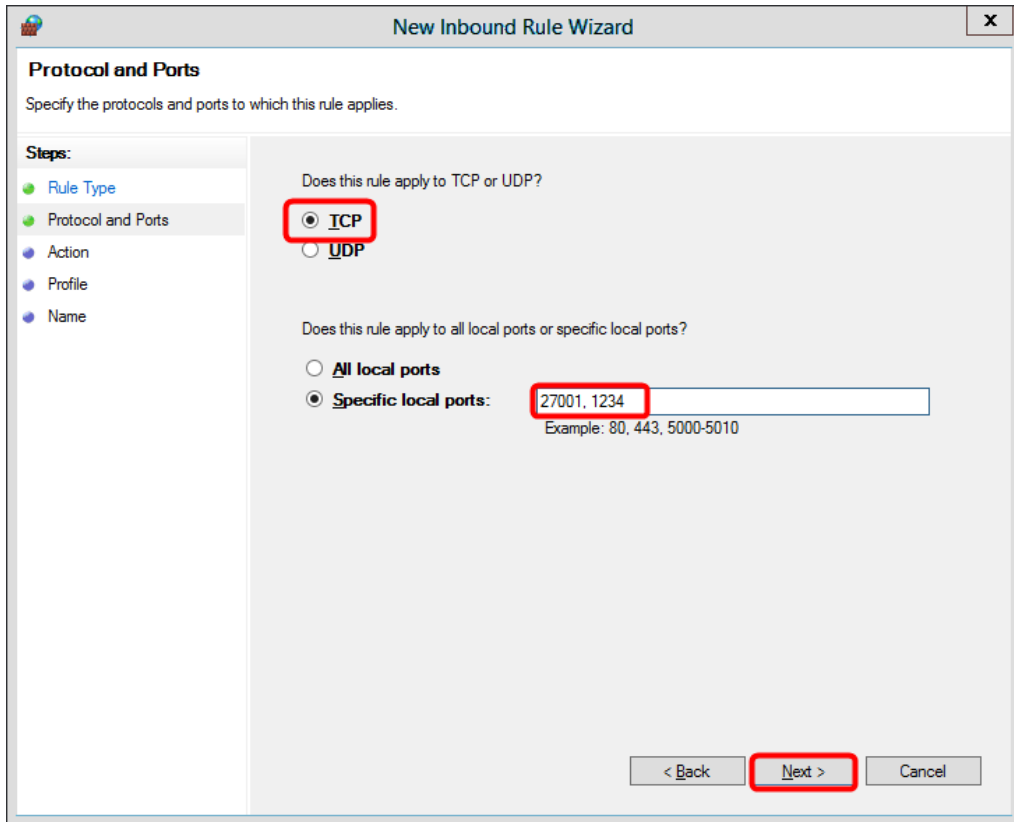 New Inbound Rule Wizard
x
Protocol and Ports
Specify the protocols and ports to which this rule applies.
Steps:
Rule Type
Protocol and Ports
Action
Profile
Name
Does this rule apply to TCP or UDP?
TCP
UDP
Does this rule apply to all local ports or specific local ports?
All local ports
Specific local ports: 27001, 1234
Example: 80, 443, 5000-5010
< Back Next > Cancel